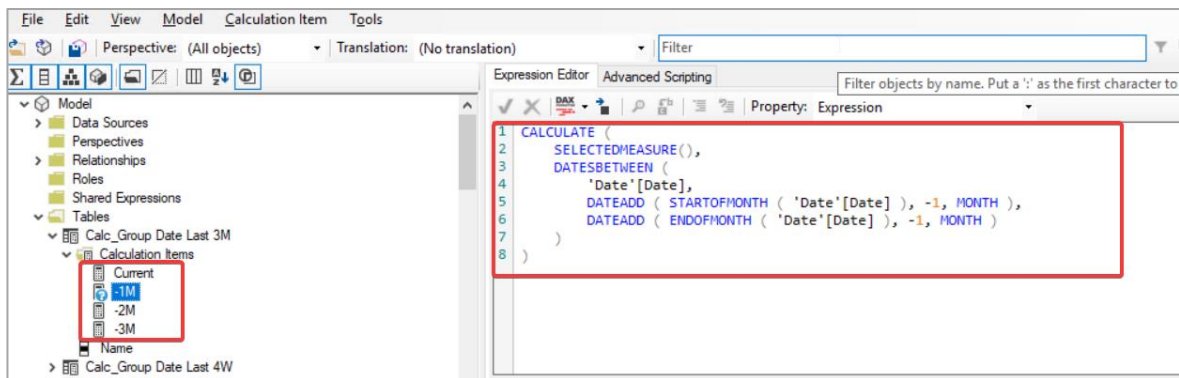 File Edit View Model Calculation Item Tools
Perspective: (All objects) Translation: (No translation) Filter
Expression Editor Advanced Scripting
Filter objects by name. Put a ':' as the first character to
Property: Expression
Model
Data Sources
Perspectives
Relationships
Roles
Shared Expressions
Tables
Calc_Group Date Last 3M
Calculation Items
Current
-1M
-2M
-3M
Name
Calc_Group Date Last 4W
1 CALCULATE (
2 SELECTEDMEASURE(),
3 DATESBETWEEN (
4 'Date'[Date],
5 DATEADD ( STARTOFMONTH ( 'Date'[Date] ), -1, MONTH ),
6 DATEADD ( ENDOFMONTH ( 'Date'[Date] ), -1, MONTH )
7 )
8 )